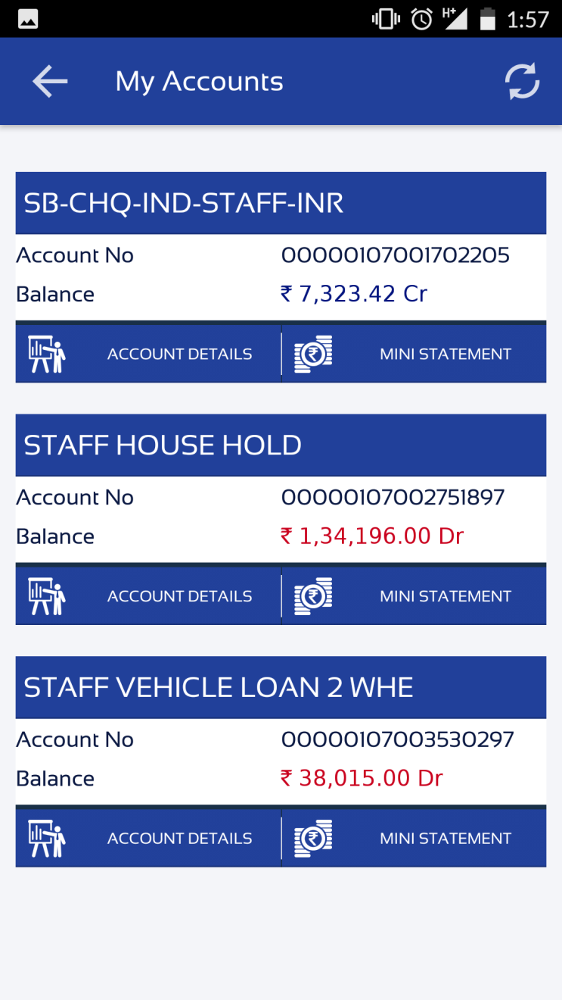 H+ 1:57
My Accounts
SB-CHQ-IND-STAFF-INR
Account No 00000107001702205
Balance ₹ 7,323.42 Cr
ACCOUNT DETAILS MINI STATEMENT
STAFF HOUSE HOLD
Account No 00000107002751897
Balance ₹ 1,34,196.00 Dr
ACCOUNT DETAILS MINI STATEMENT
STAFF VEHICLE LOAN 2 WHE
Account No 00000107003530297
Balance ₹ 38,015.00 Dr
ACCOUNT DETAILS MINI STATEMENT